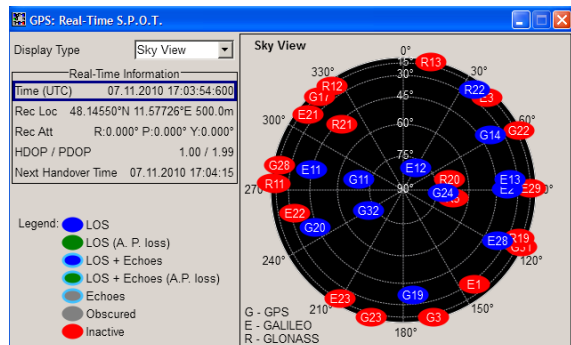 GPS: Real-Time S.P.O.T.
Display Type Sky View
Real-Time Information
Time (UTC) 07.11.2010 17:03:54:600
Rec Loc 48.14550°N 11.57726°E 500.0m
Rec Att R:0.000° P:0.000° Y:0.000°
HDOP / PDOP 1.00 / 1.99
Next Handover Time 07.11.2010 17:04:15
Legend: LOS
LOS (A. P. loss)
LOS + Echoes
LOS + Echoes (A.P. loss)
Echoes
Obscured
Inactive
Sky View
0°
15°
30°
45°
60°
75°
90°
330°
30°
300°
240°
120°
210°
150°
180°
R13
R12
G17
R22
E3
E21
R21
G14
G22
G28
E11
E12
R11
G11
R20
E13
G24
E2
E29
E22
G32
G20
E28
R19
G31
E1
E23
G19
G23
G3
G - GPS
E - GALILEO
R - GLONASS